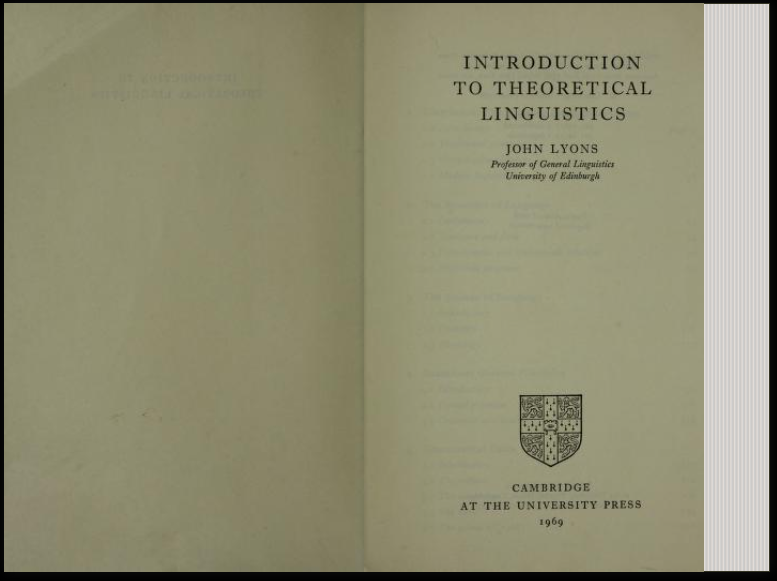 INTRODUCTION
TO THEORETICAL
LINGUISTICS
JOHN LYONS
Professor of General Linguistics
University of Edinburgh
CAMBRIDGE
AT THE UNIVERSITY PRESS
1969